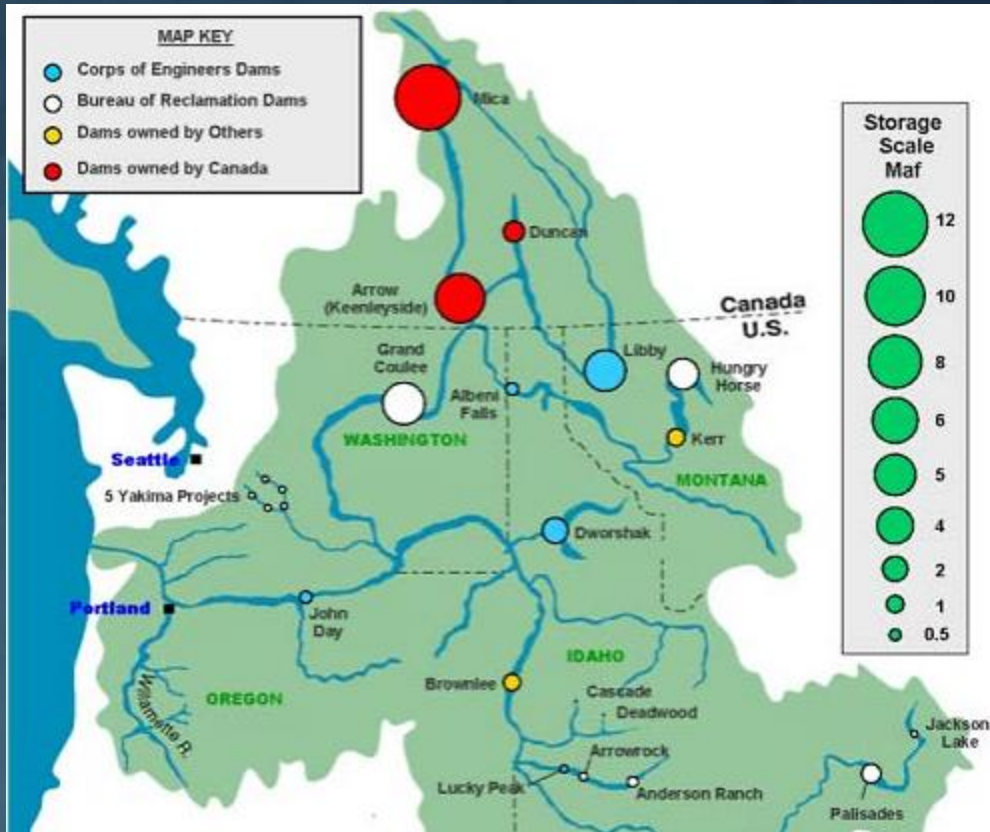 MAP KEY
Corps of Engineers Dams
Bureau of Reclamation Dams
Dams owned by Others
Dams owned by Canada
Storage
Scale
Maf
12
10
8
6
5
4
2
1
0.5
Mica
Duncan
Arrow
(Keenleyside)
Canada
U.S.
Grand
Coulee
Libby
Hungry
Horse
Albeni
Falls
Kerr
WASHINGTON
MONTANA
Seattle
5 Yakima Projects
Dworshak
Portland
John
Day
IDAHO
Brownlee
OREGON
Willamette R.
Cascade
Deadwood
Jackson
Lake
Arrowrock
Lucky Peak
Anderson Ranch
Palisades